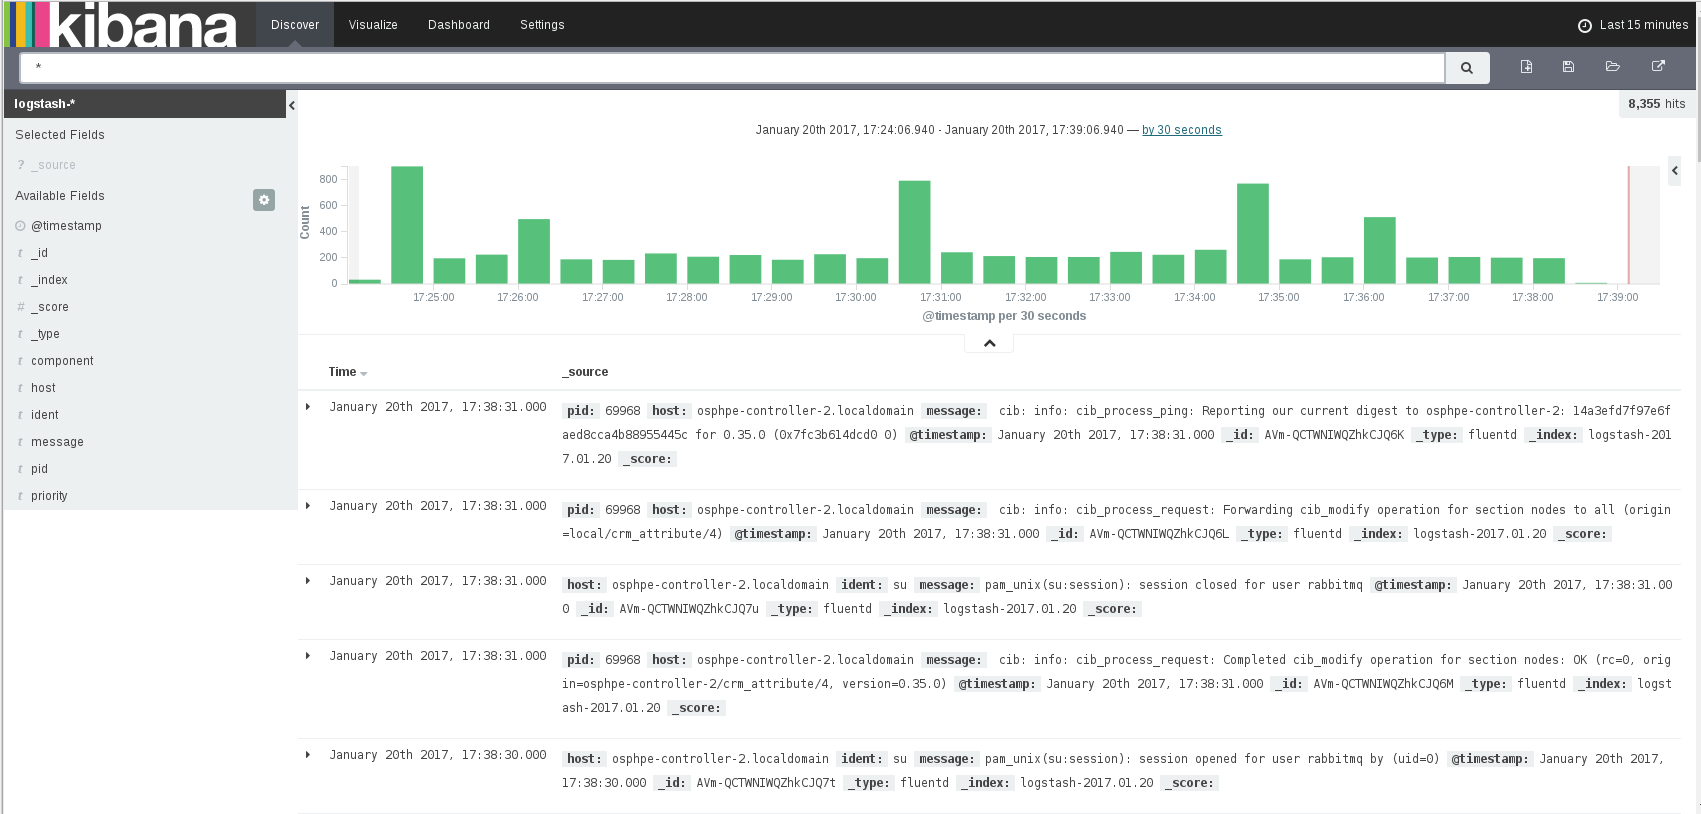 kibana Discover Visualize Dashboard Settings Last 15 minutes
*
logstash-*
8,355 hits
Selected Fields
? _source
Available Fields
@timestamp
t _id
t _index
# _score
t _type
t component
t host
t ident
t message
t pid
t priority
January 20th 2017, 17:24:06.940 - January 20th 2017, 17:39:06.940 — by 30 seconds
Count
800
600
400
200
0
17:25:00 17:26:00 17:27:00 17:28:00 17:29:00 17:30:00 17:31:00 17:32:00 17:33:00 17:34:00 17:35:00 17:36:00 17:37:00 17:38:00 17:39:00
@timestamp per 30 seconds
Time _source
January 20th 2017, 17:38:31.000 pid: 69968 host: osphpe-controller-2.localdomain message: cib: info: cib_process_ping: Reporting our current digest to osphpe-controller-2: 14a3efd7f97e6f
aed8cca4b88955445c for 0.35.0 (0x7fc3b614dcd0 0) @timestamp: January 20th 2017, 17:38:31.000 _id: AVm-QCTWNIWQZhkCJQ6K _type: fluentd _index: logstash-201
7.01.20 _score:
January 20th 2017, 17:38:31.000 pid: 69968 host: osphpe-controller-2.localdomain message: cib: info: cib_process_request: Forwarding cib_modify operation for section nodes to all (origin
=local/crm_attribute/4) @timestamp: January 20th 2017, 17:38:31.000 _id: AVm-QCTWNIWQZhkCJQ6L _type: fluentd _index: logstash-2017.01.20 _score:
January 20th 2017, 17:38:31.000 host: osphpe-controller-2.localdomain ident: su message: pam_unix(su:session): session closed for user rabbitmq @timestamp: January 20th 2017, 17:38:31.00
0 _id: AVm-QCTWNIWQZhkCJQ7u _type: fluentd _index: logstash-2017.01.20 _score:
January 20th 2017, 17:38:31.000 pid: 69968 host: osphpe-controller-2.localdomain message: cib: info: cib_process_request: Completed cib_modify operation for section nodes: OK (rc=0, orig
in=osphpe-controller-2/crm_attribute/4, version=0.35.0) @timestamp: January 20th 2017, 17:38:31.000 _id: AVm-QCTWNIWQZhkCJQ6M _type: fluentd _index: logst
ash-2017.01.20 _score:
January 20th 2017, 17:38:30.000 host: osphpe-controller-2.localdomain ident: su message: pam_unix(su:session): session opened for user rabbitmq by (uid=0) @timestamp: January 20th 2017,
17:38:30.000 _id: AVm-QCTWNIWQZhkCJQ7t _type: fluentd _index: logstash-2017.01.20 _score: